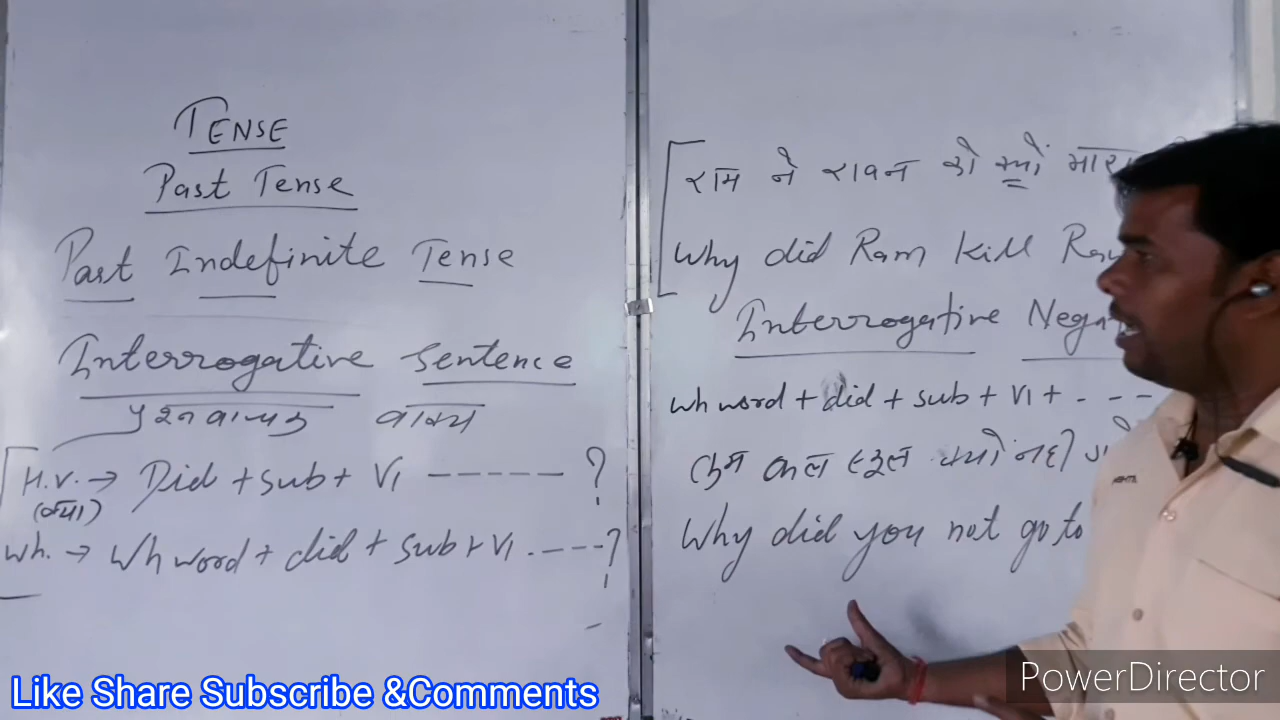 TENSE
Past Tense
Past Indefinite Tense
Interrogative Sentence
प्रश्नवाचक वाक्य
H.V. → Did + sub + V1 ------ ?
(क्या)
Wh. → Wh word + did + sub + V1 ---- ?
राम ने रावन को क्यों
Why did Ram kill
Interrogative
wh word + did + sub + V1 + - - -
तुम कल स्कूल क्यों नही
Why did you not go to
Like Share Subscribe &Comments
PowerDirector